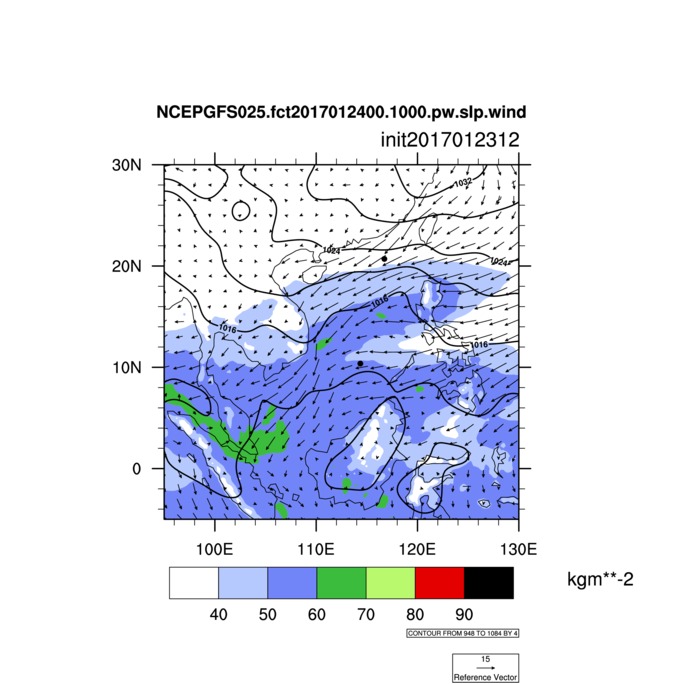 NCEPGFS025.fct2017012400.1000.pw.slp.wind
init2017012312
30N
1032
1024
1024
20N
1016
1016
1016
10N
0
100E 110E 120E 130E
kgm**-2
40 50 60 70 80 90
CONTOUR FROM 948 TO 1084 BY 4
15
Reference Vector